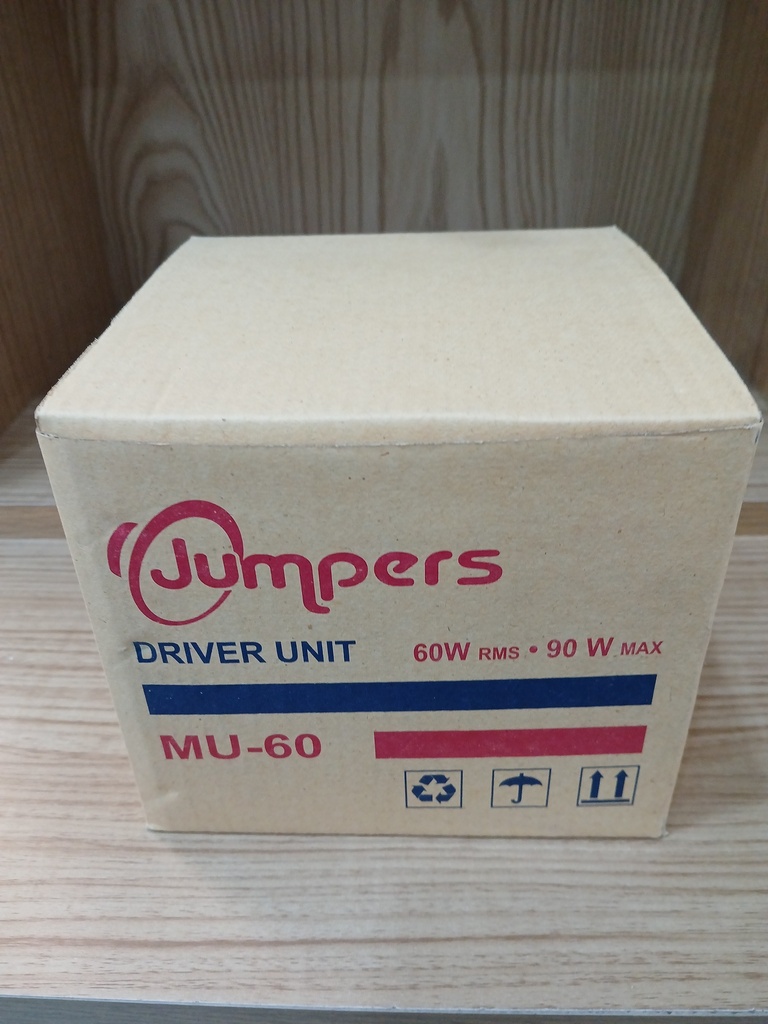 Jumpers
DRIVER UNIT 60W RMS • 90 W MAX
MU-60